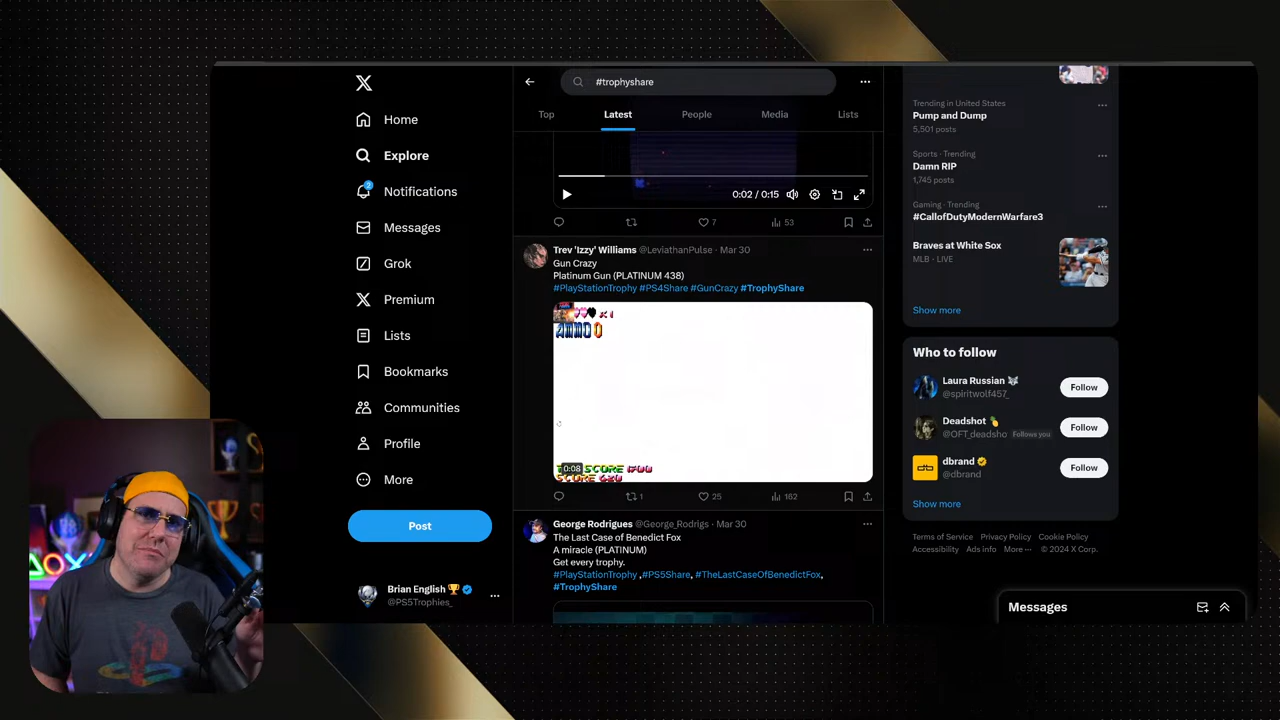 #trophyshare
Top
Latest
People
Media
Lists
Home
Explore
2
Notifications
Messages
Grok
Premium
Lists
Bookmarks
Communities
Profile
More
Post
Brian English
@PS5Trophies_
0:02 / 0:15
7
53
Trev 'Izzy' Williams @LeviathanPulse · Mar 30
Gun Crazy
Platinum Gun (PLATINUM 438)
#PlayStationTrophy #PS4Share #GunCrazy #TrophyShare
x1
AMMO 0
0:08
SCORE
SCORE
1
25
162
George Rodrigues @George_Rodrigs · Mar 30
The Last Case of Benedict Fox
A miracle (PLATINUM)
Get every trophy.
#PlayStationTrophy ,#PS5Share, #TheLastCaseOfBenedictFox,
#TrophyShare
Trending in United States
Pump and Dump
5,501 posts
Sports · Trending
Damn RIP
1,745 posts
Gaming · Trending
#CallofDutyModernWarfare3
Braves at White Sox
MLB · LIVE
Show more
Who to follow
Laura Russian
@spiritwolf457_
Follow
Deadshot
@OFT_deadsho Follows you
Follow
dbrand
@dbrand
Follow
Show more
Terms of Service Privacy Policy Cookie Policy
Accessibility Ads info More ··· © 2024 X Corp.
Messages